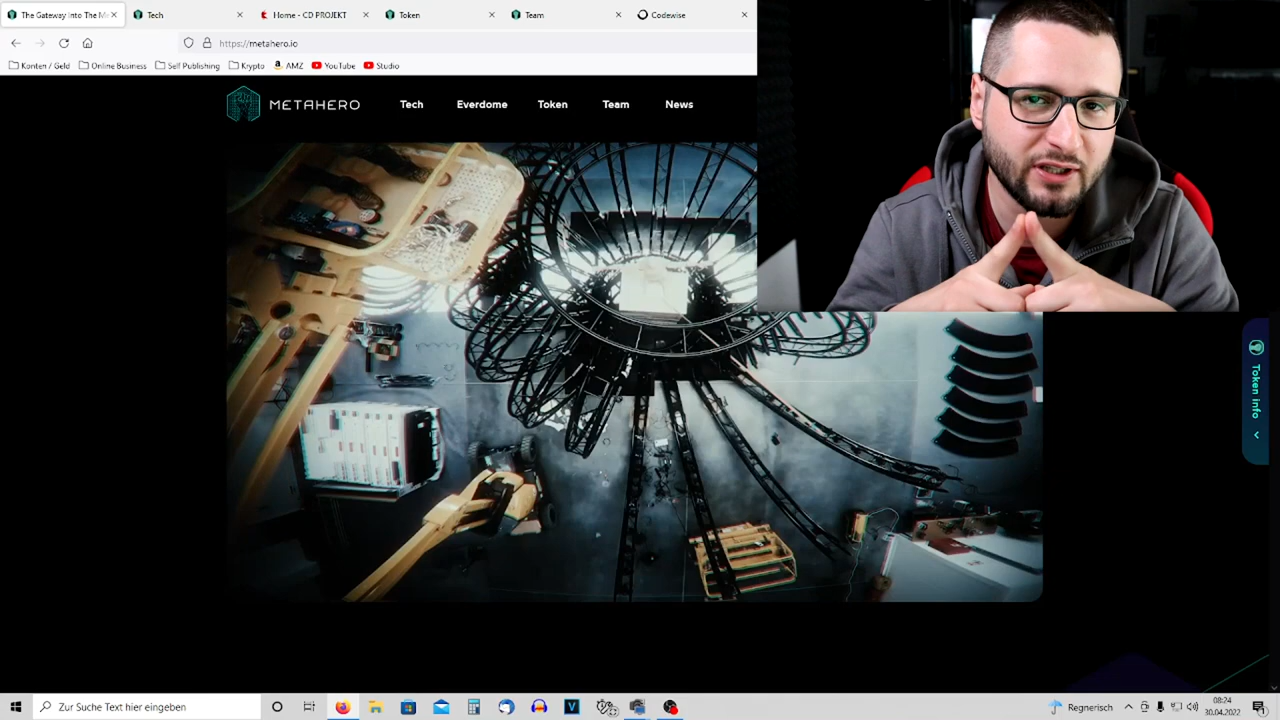 The Gateway Into The Me
Tech
Home - CD PROJEKT
Token
Team
Codewise
https://metahero.io
Konten / Geld
Online Business
Self Publishing
Krypto
AMZ
YouTube
Studio
METAHERO
Tech
Everdome
Token
Team
News
Token info
Zur Suche Text hier eingeben
Regnerisch
08:24
30.04.2022